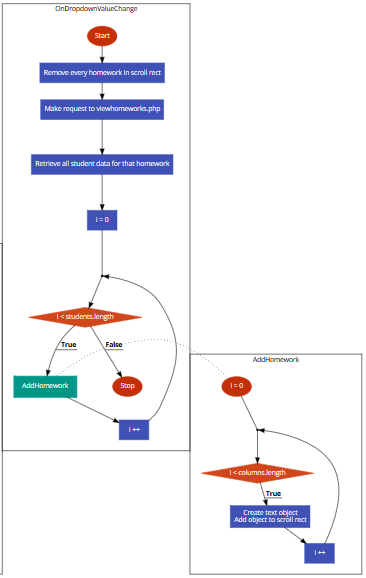 OnDropdownValueChange
Start
Remove every homework in scroll rect
Make request to viewhomeworks.php
Retrieve all student data for that homework
i = 0
i < students.length
True
False
AddHomework
Stop
i ++
AddHomework
i = 0
i < columns.length
True
Create text object
Add object to scroll rect
i ++